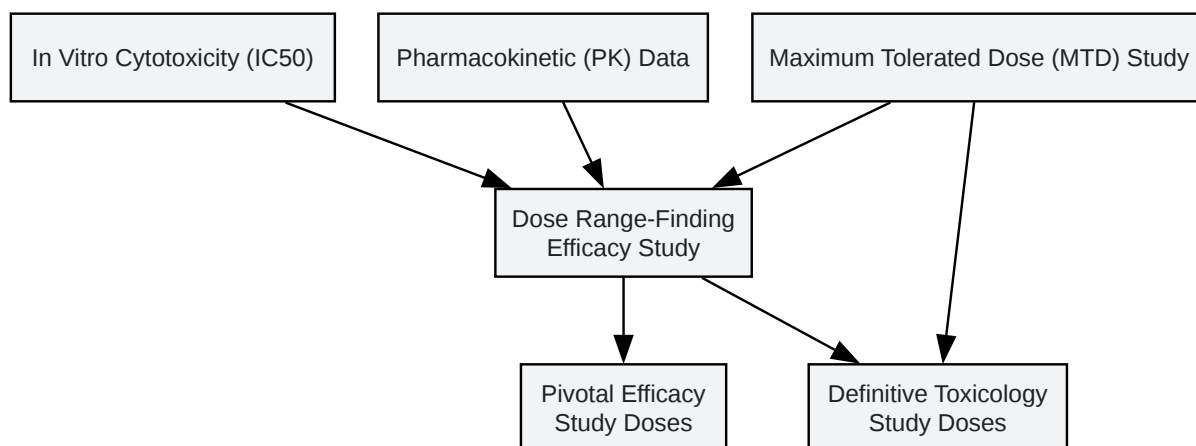 In Vitro Cytotoxicity (IC50)
Pharmacokinetic (PK) Data
Maximum Tolerated Dose (MTD) Study
Dose Range-Finding
Efficacy Study
Pivotal Efficacy
Study Doses
Definitive Toxicology
Study Doses